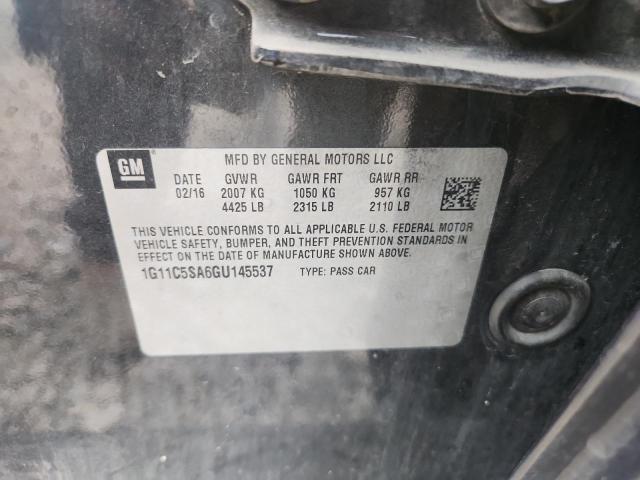 GM
MFD BY GENERAL MOTORS LLC
DATE GVWR GAWR FRT GAWR RR
02/16 2007 KG 1050 KG 957 KG
4425 LB 2315 LB 2110 LB
THIS VEHICLE CONFORMS TO ALL APPLICABLE U.S. FEDERAL MOTOR
VEHICLE SAFETY, BUMPER, AND THEFT PREVENTION STANDARDS IN
EFFECT ON THE DATE OF MANUFACTURE SHOWN ABOVE.
1G11C5SA6GU145537 TYPE: PASS CAR